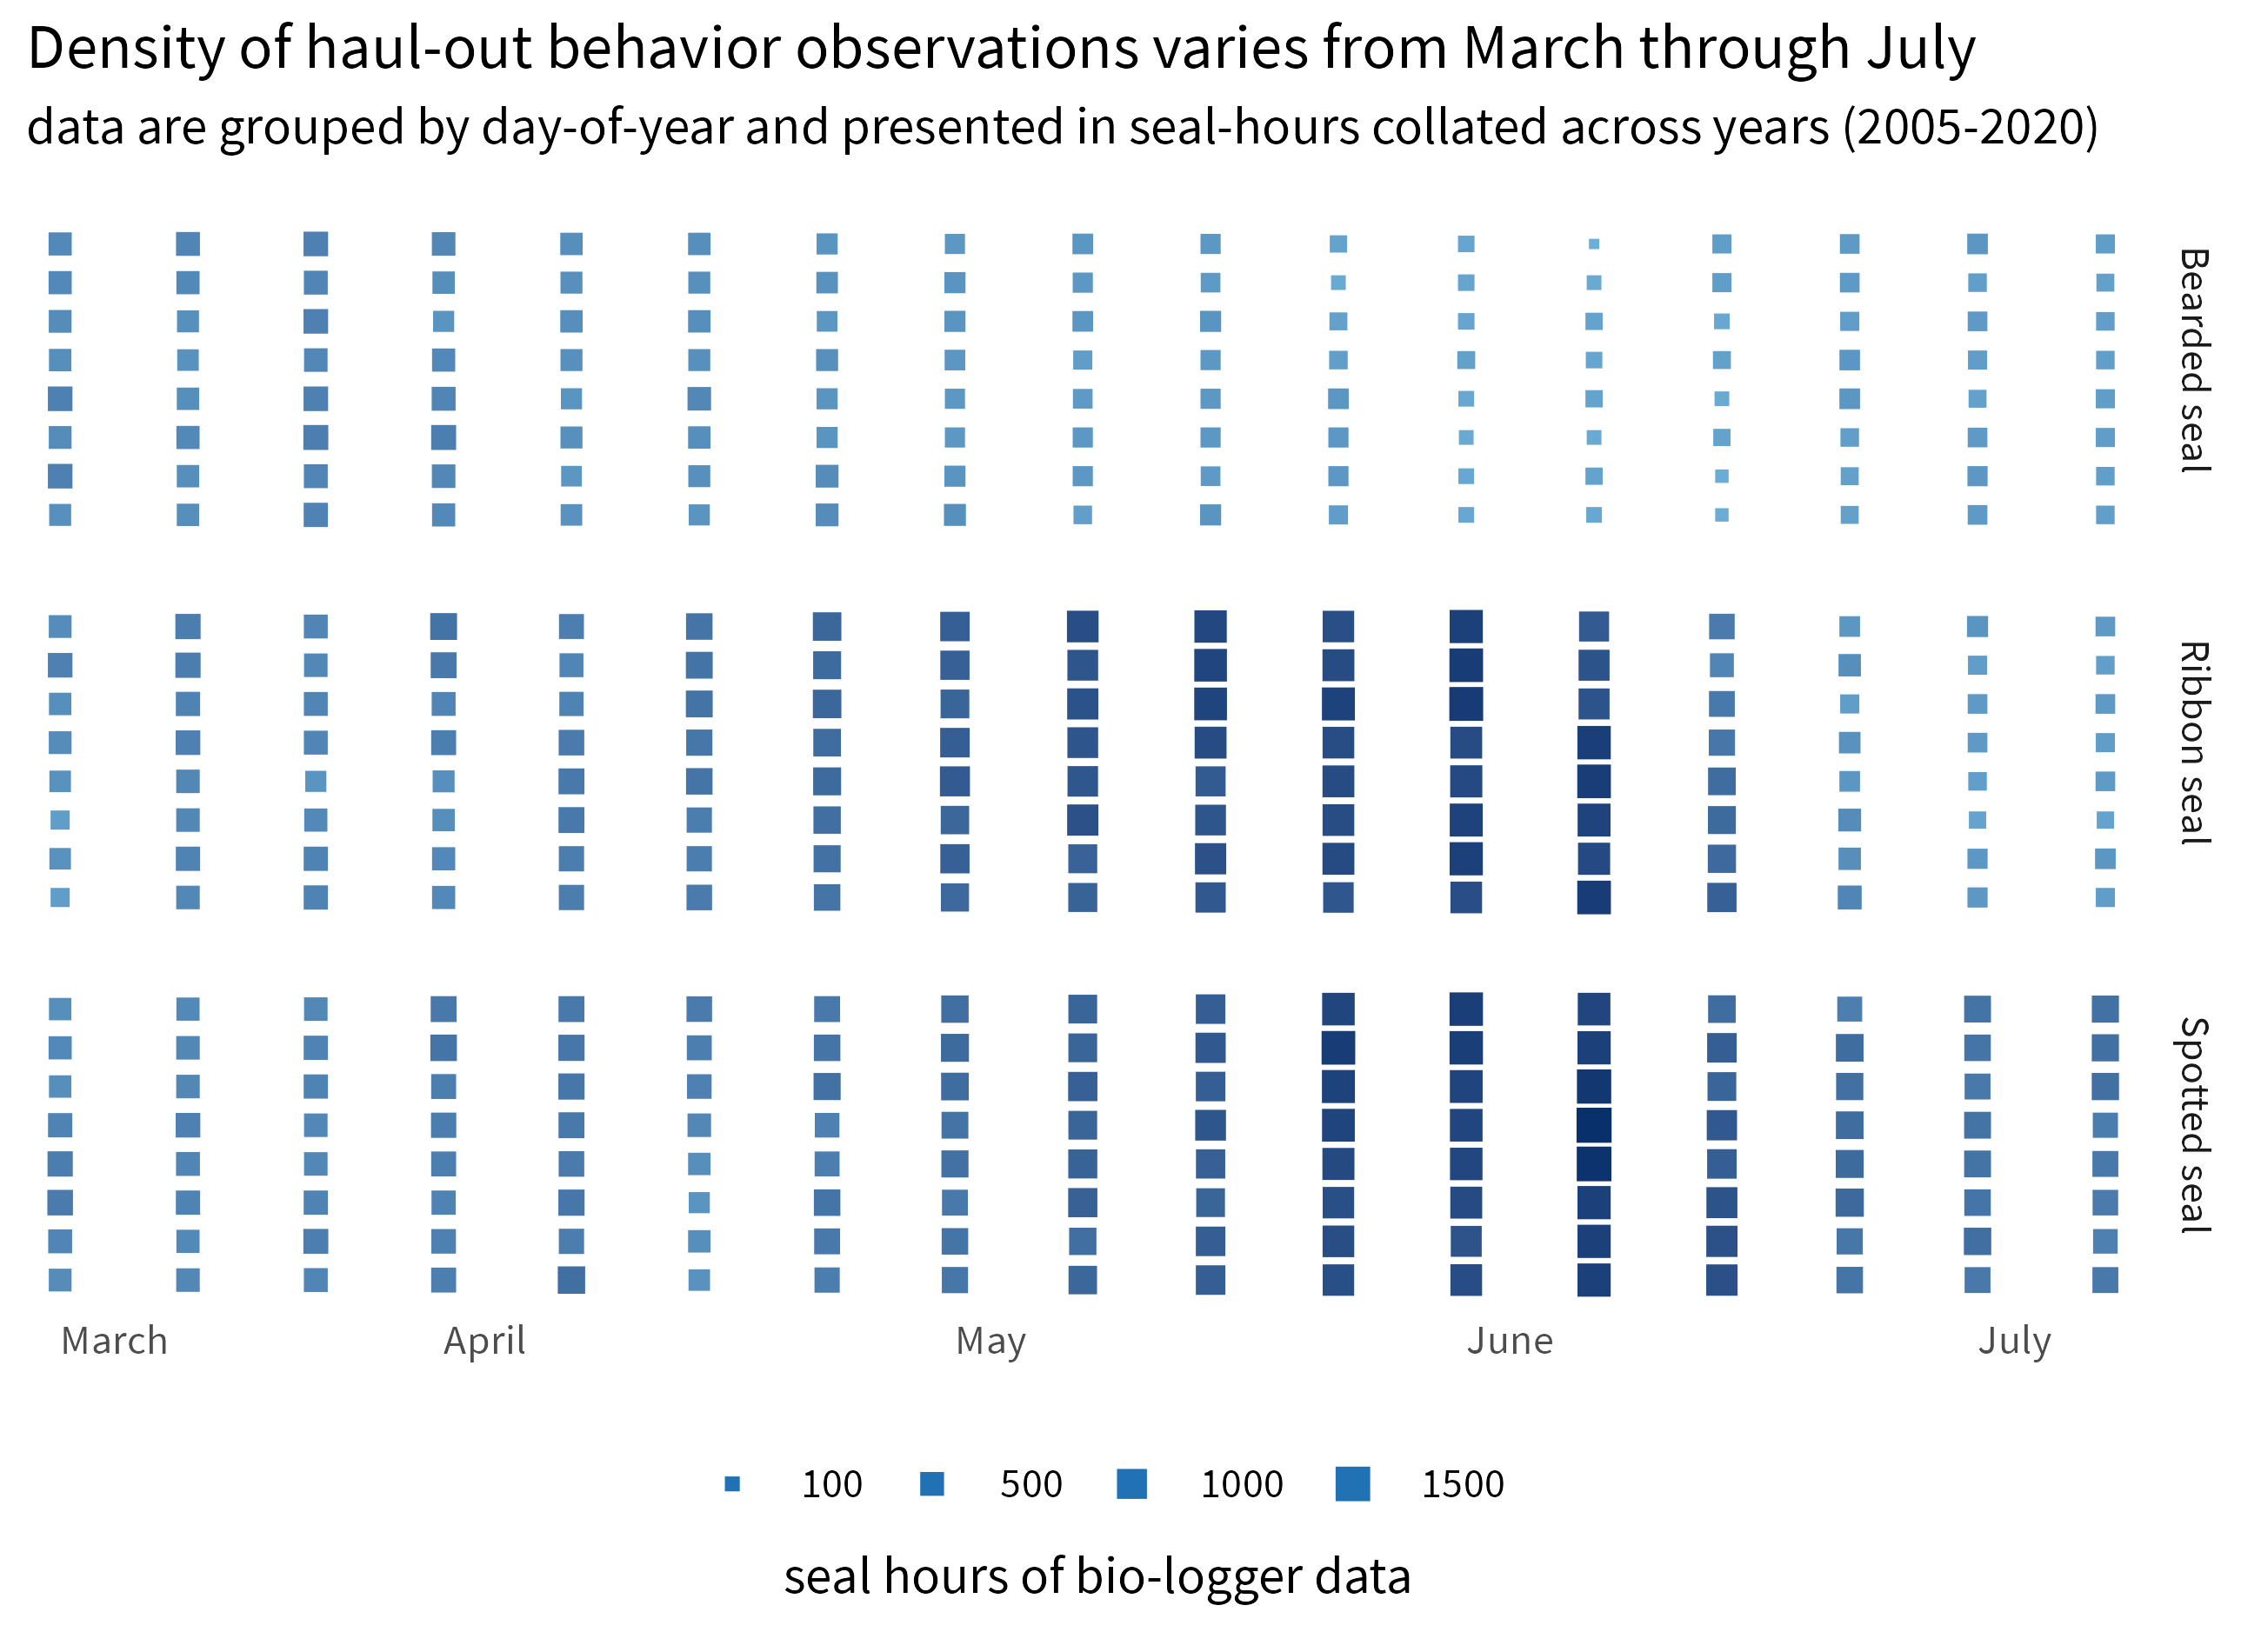 Density of haul-out behavior observations varies from March through July
data are grouped by day-of-year and presented in seal-hours collated across years (2005-2020)
Bearded seal
Ribbon seal
Spotted seal
March April May June July
100 500 1000 1500
seal hours of bio-logger data